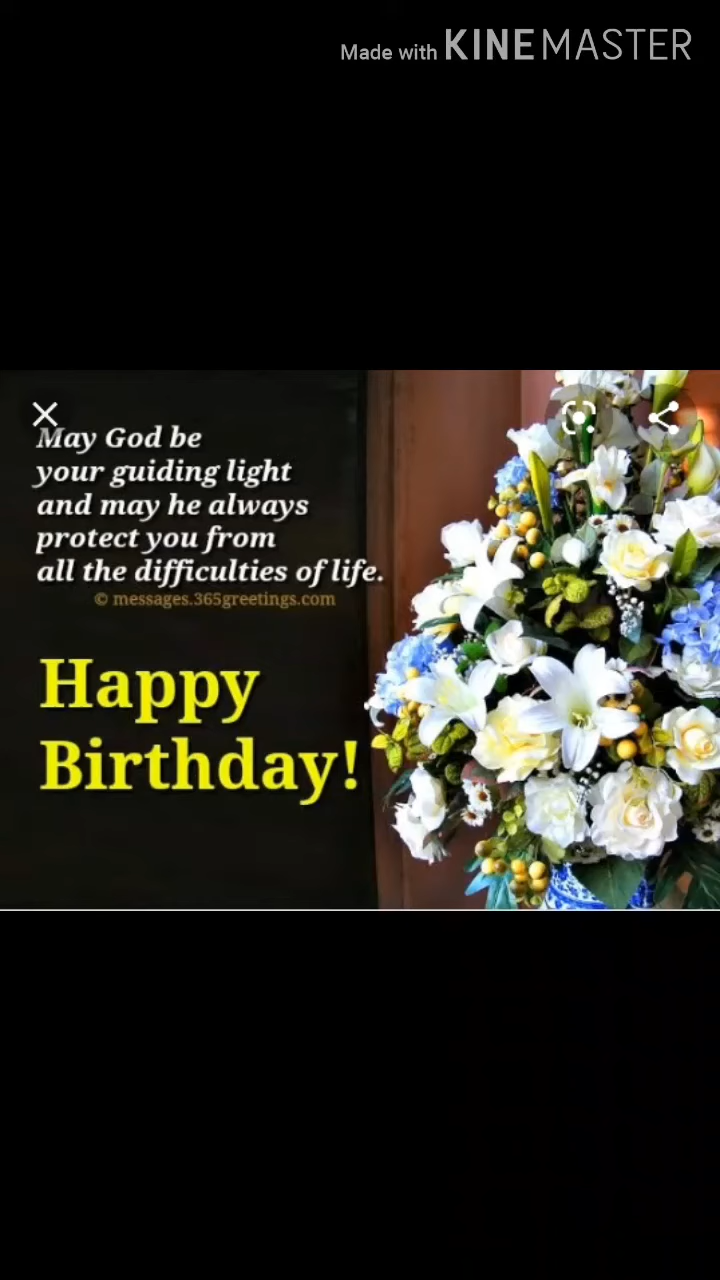 Made with KINEMASTER
May God be
your guiding light
and may he always
protect you from
all the difficulties of life.
© messages.365greetings.com
Happy
Birthday!